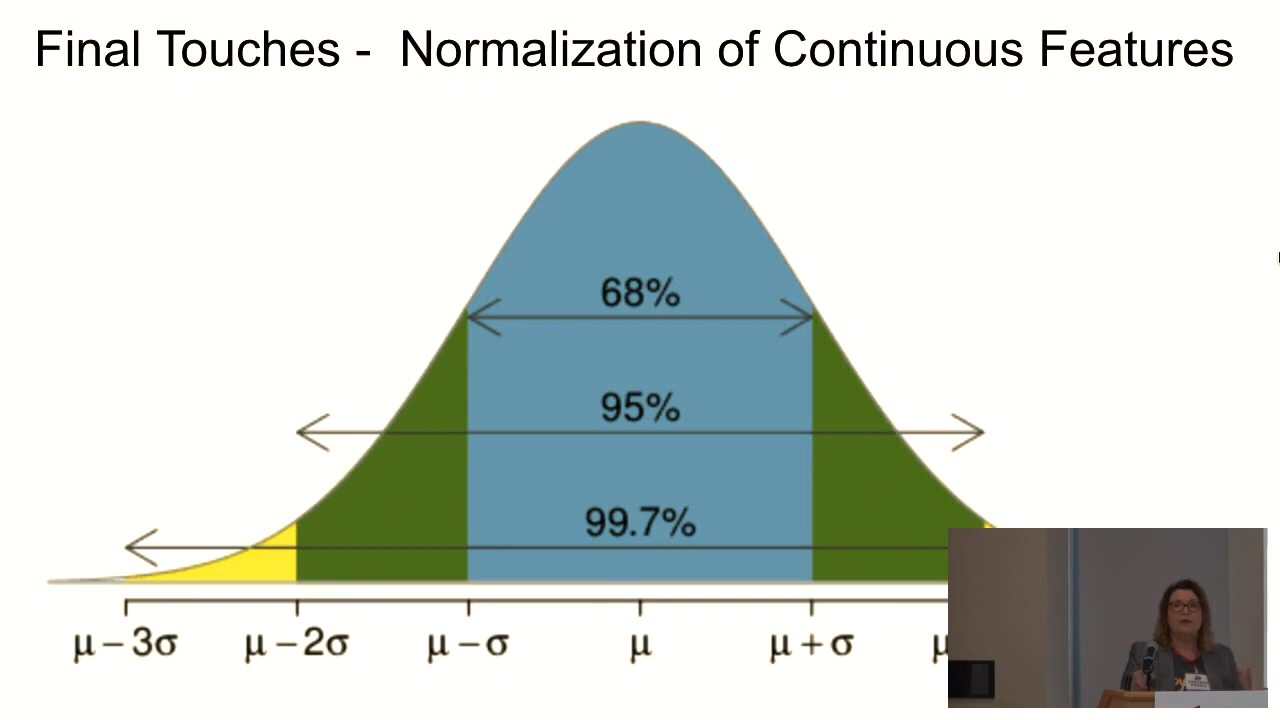 Final Touches - Normalization of Continuous Features
68%
95%
99.7%
μ – 3σ μ – 2σ μ – σ μ μ + σ μ